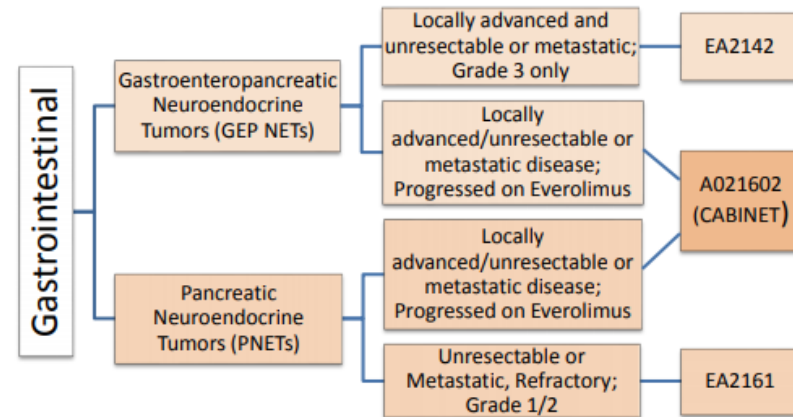 Gastrointestinal
Gastroenteropancreatic
Neuroendocrine
Tumors (GEP NETs)
Locally advanced and
unresectable or metastatic;
Grade 3 only
EA2142
Locally
advanced/unresectable or
metastatic disease;
Progressed on Everolimus
A021602
(CABINET)
Pancreatic
Neuroendocrine
Tumors (PNETs)
Locally
advanced/unresectable or
metastatic disease;
Progressed on Everolimus
Unresectable or
Metastatic, Refractory;
Grade 1/2
EA2161